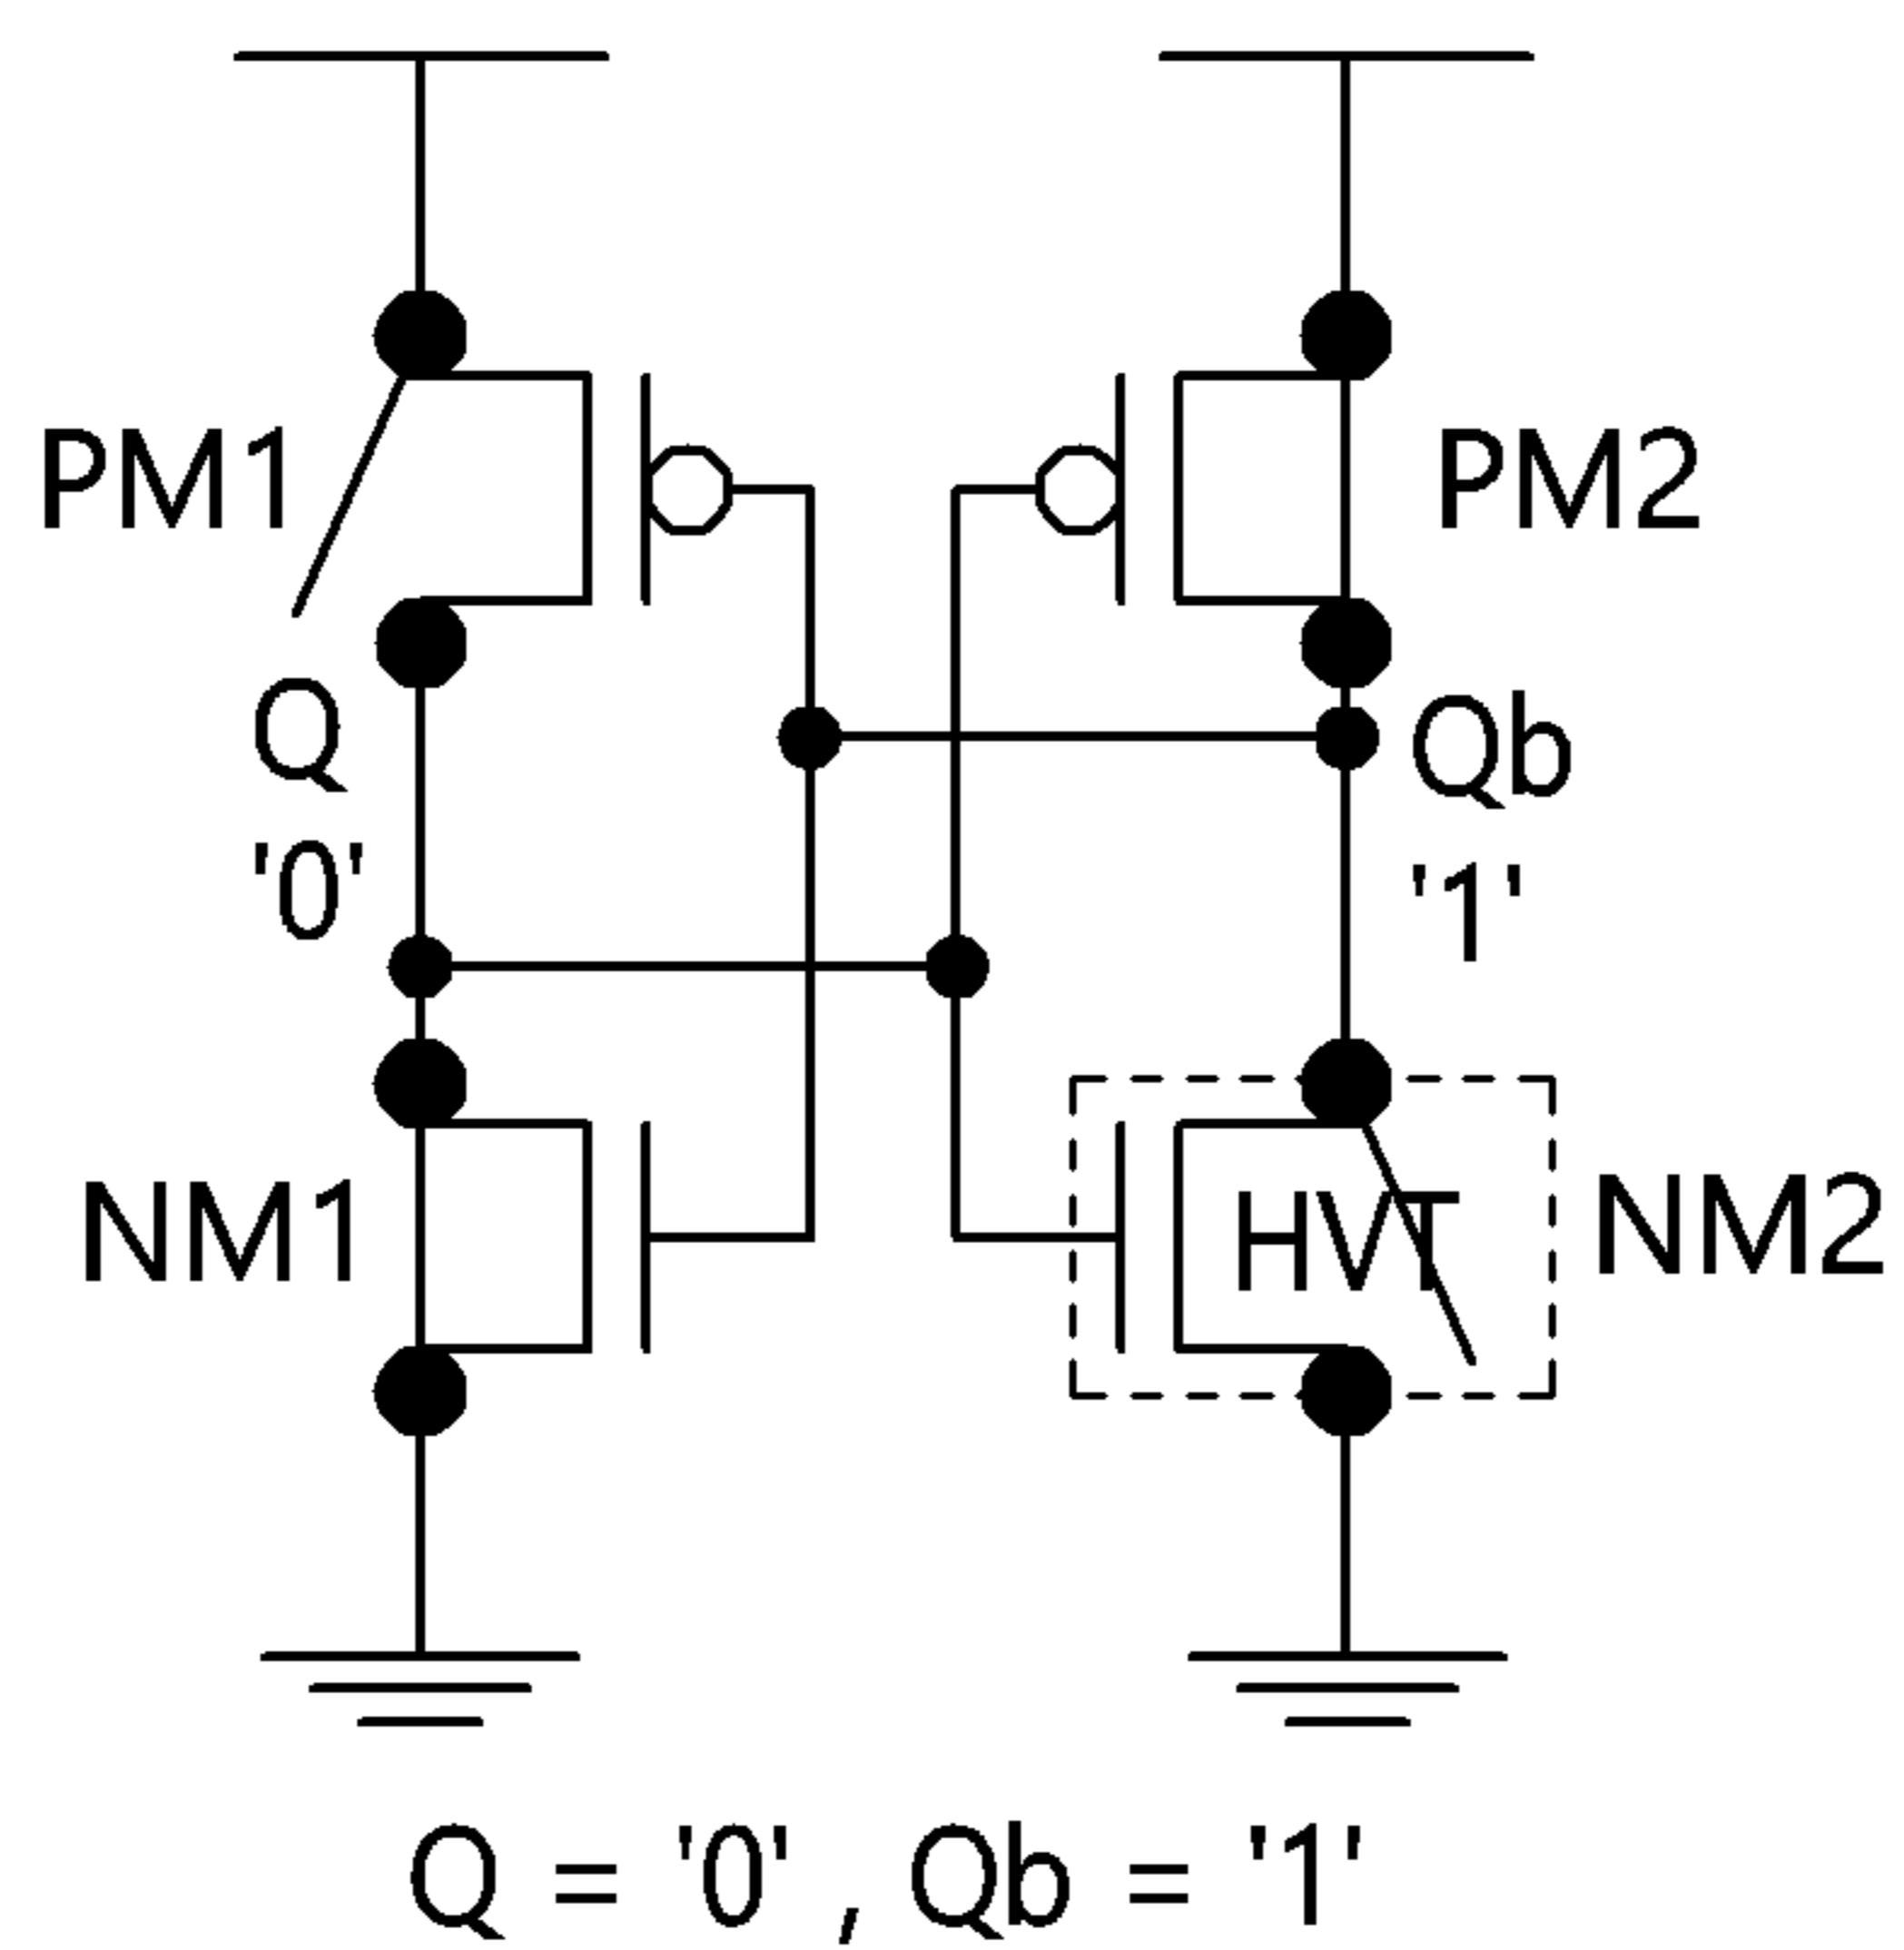 PM1
PM2
Q
Qb
'0'
'1'
NM1
HVT
NM2
Q = '0' , Qb = '1'